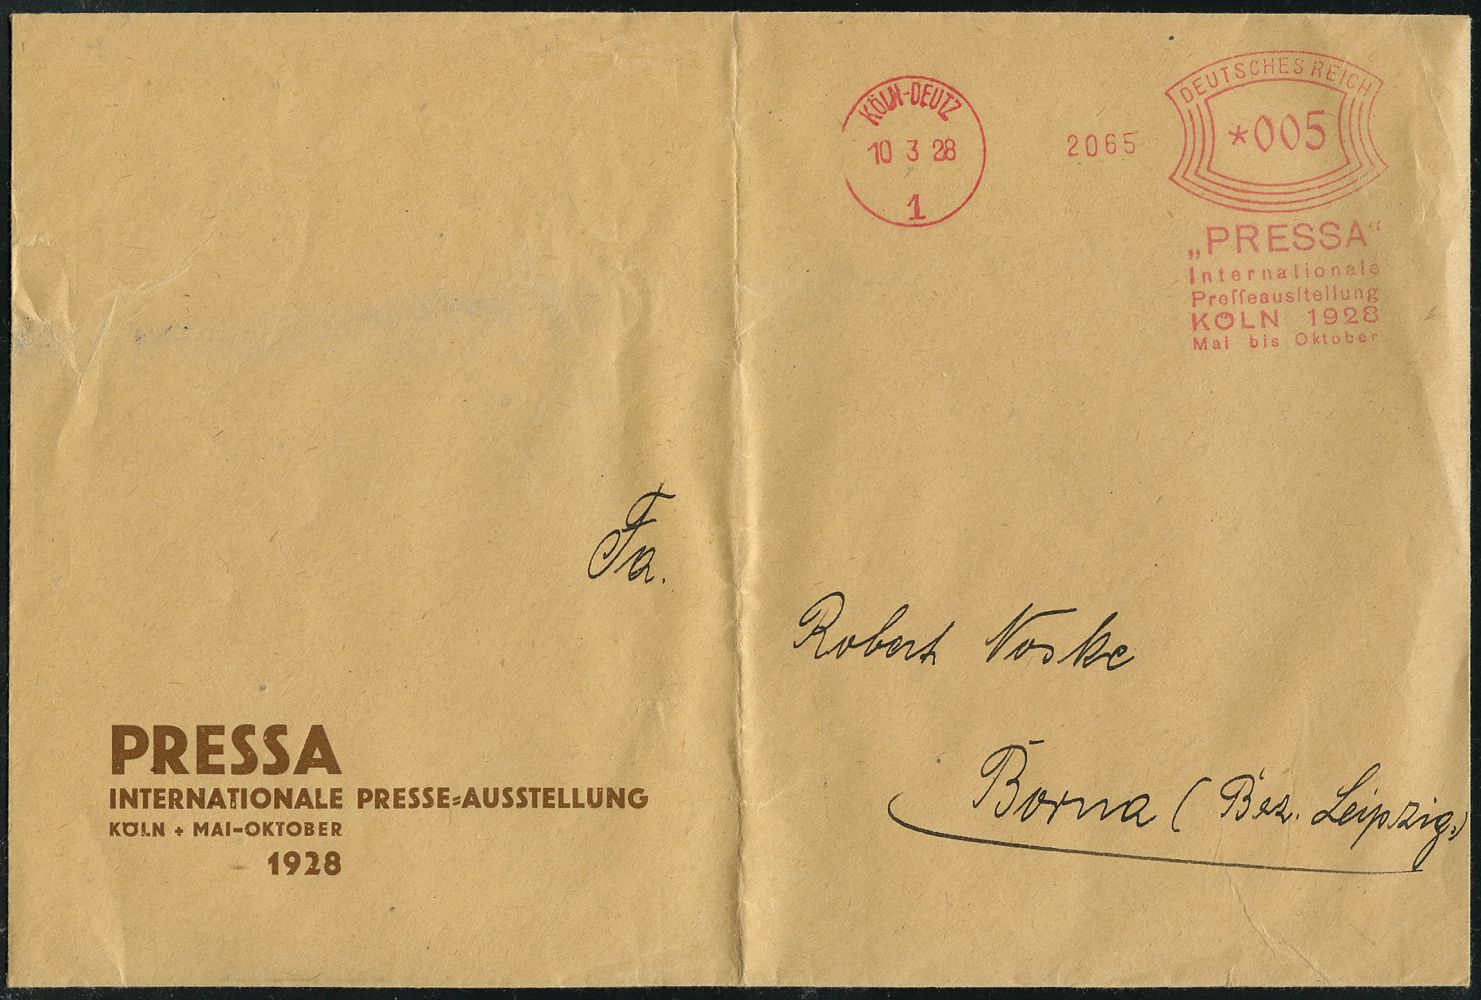 KÖLN-DEUTZ
10 3 28
1
2065
DEUTSCHES REICH
*005
„PRESSA“
Internationale
Preſſeausſtellung
KÖLN 1928
Mai bis Oktober
Fa.
Robert Noske
Borna (Bez. Leipzig.)
PRESSA
INTERNATIONALE PRESSE=AUSSTELLUNG
KÖLN + MAI-OKTOBER
1928